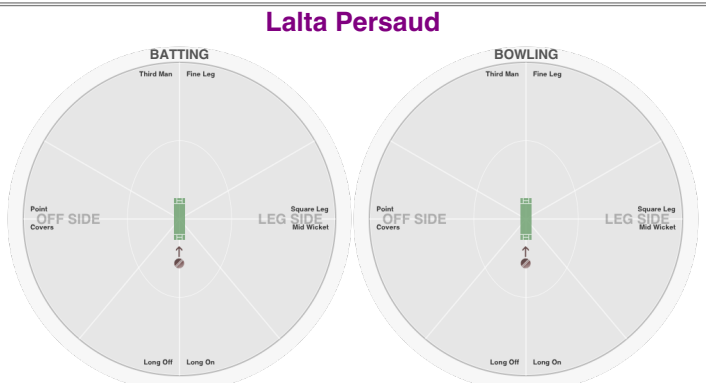 Lalta Persaud
BATTING
BOWLING
Third Man Fine Leg
Third Man Fine Leg
Point
OFF SIDE
Covers
Square Leg
LEG SIDE
Mid Wicket
Point
OFF SIDE
Covers
Square Leg
LEG SIDE
Mid Wicket
Long Off Long On
Long Off Long On